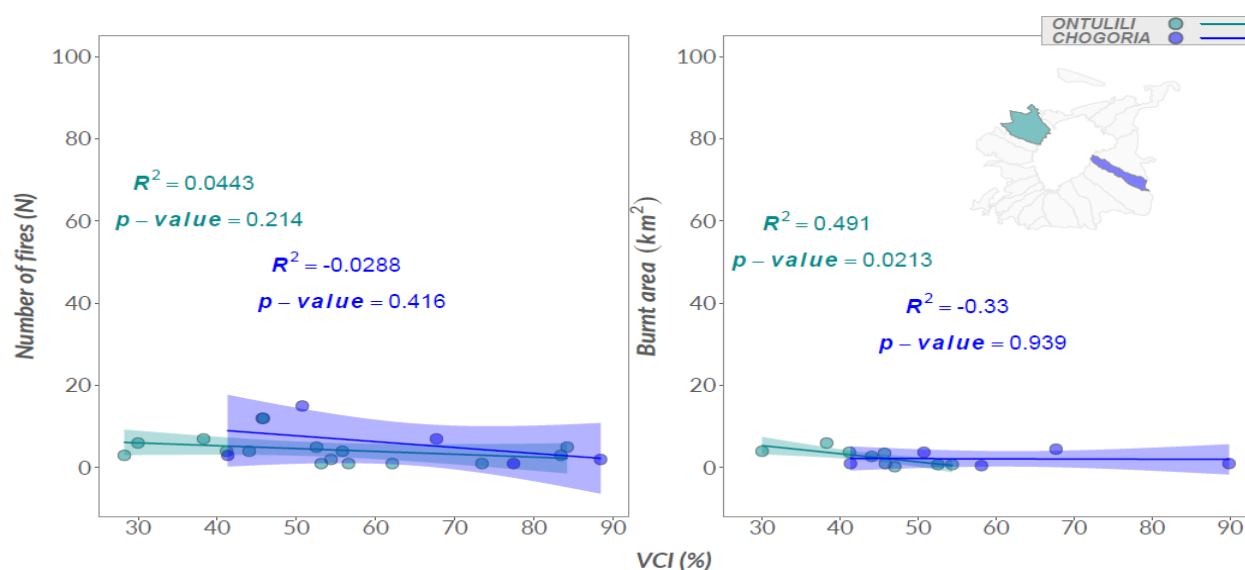 ONTULILI
CHOGORIA
Number of fires (N)
100
80
60
40
20
0
R² = 0.0443
p – value = 0.214
R² = -0.0288
p – value = 0.416
30 40 50 60 70 80 90
Burnt area (km²)
100
80
60
40
20
0
R² = 0.491
p – value = 0.0213
R² = -0.33
p – value = 0.939
30 40 50 60 70 80 90
VCI (%)